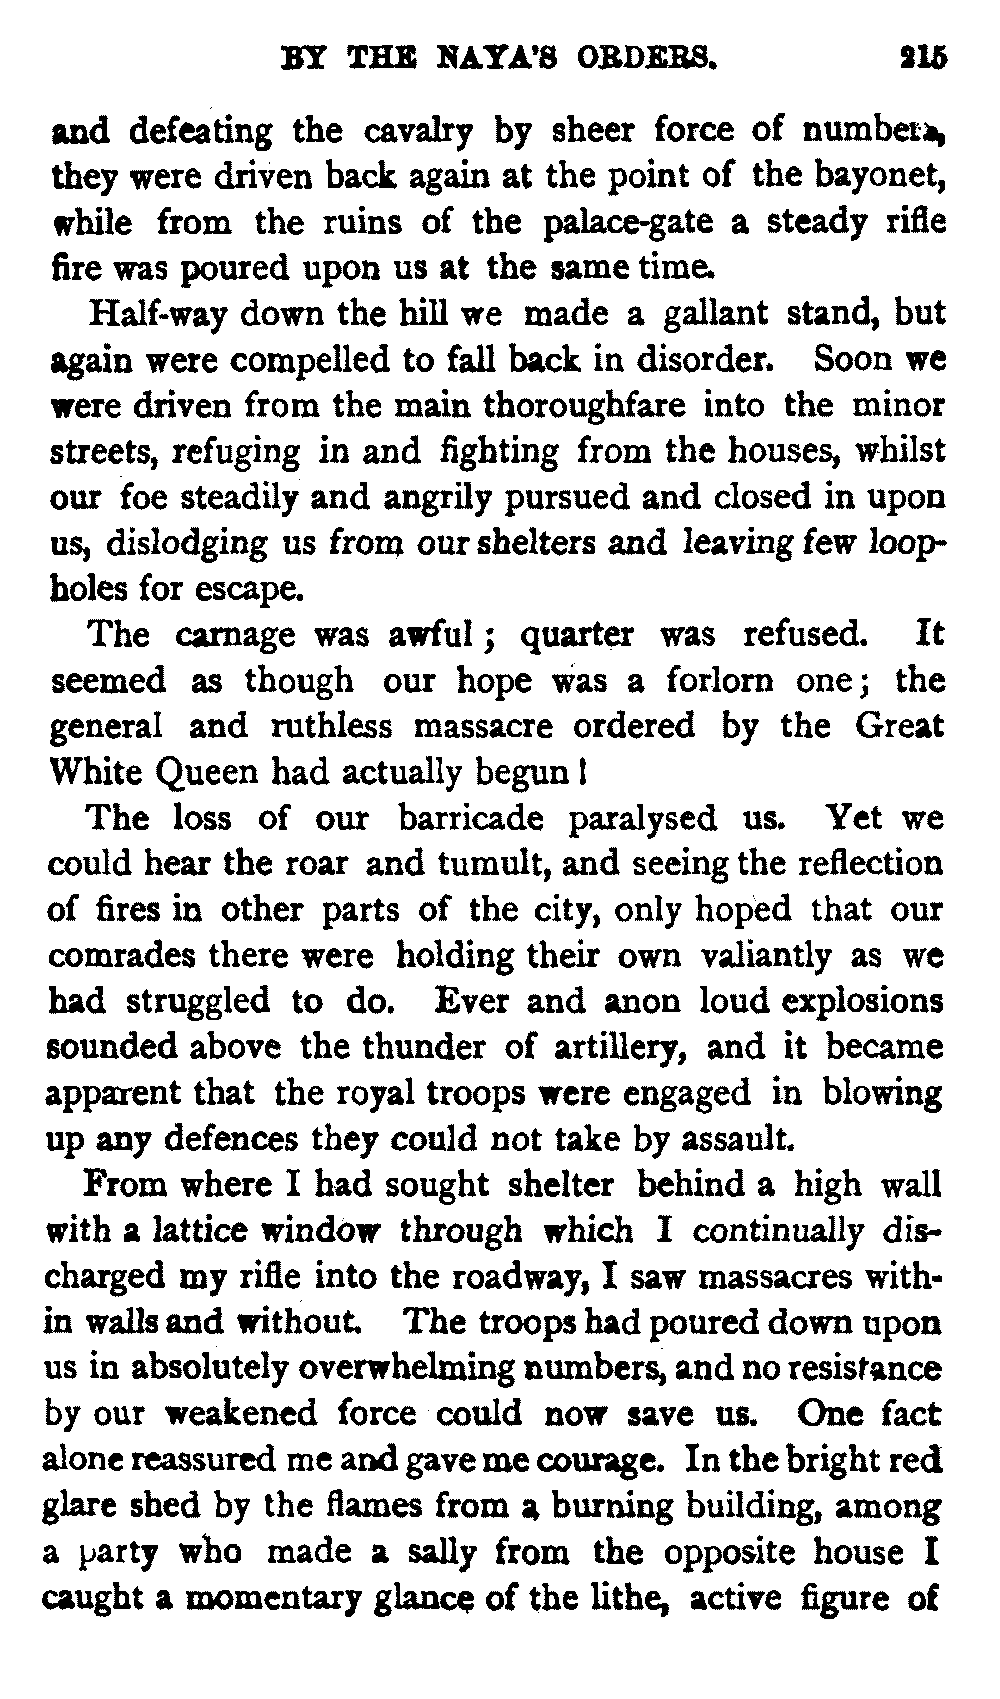 BY THE NAYA'S ORDERS. 215
and defeating the cavalry by sheer force of numbers,
they were driven back again at the point of the bayonet,
while from the ruins of the palace-gate a steady rifle
fire was poured upon us at the same time.
Half-way down the hill we made a gallant stand, but
again were compelled to fall back in disorder. Soon we
were driven from the main thoroughfare into the minor
streets, refuging in and fighting from the houses, whilst
our foe steadily and angrily pursued and closed in upon
us, dislodging us from our shelters and leaving few loop-
holes for escape.
The carnage was awful; quarter was refused. It
seemed as though our hope was a forlorn one; the
general and ruthless massacre ordered by the Great
White Queen had actually begun!
The loss of our barricade paralysed us. Yet we
could hear the roar and tumult, and seeing the reflection
of fires in other parts of the city, only hoped that our
comrades there were holding their own valiantly as we
had struggled to do. Ever and anon loud explosions
sounded above the thunder of artillery, and it became
apparent that the royal troops were engaged in blowing
up any defences they could not take by assault.
From where I had sought shelter behind a high wall
with a lattice window through which I continually dis-
charged my rifle into the roadway, I saw massacres with-
in walls and without. The troops had poured down upon
us in absolutely overwhelming numbers, and no resistance
by our weakened force could now save us. One fact
alone reassured me and gave me courage. In the bright red
glare shed by the flames from a burning building, among
a party who made a sally from the opposite house I
caught a momentary glance of the lithe, active figure of